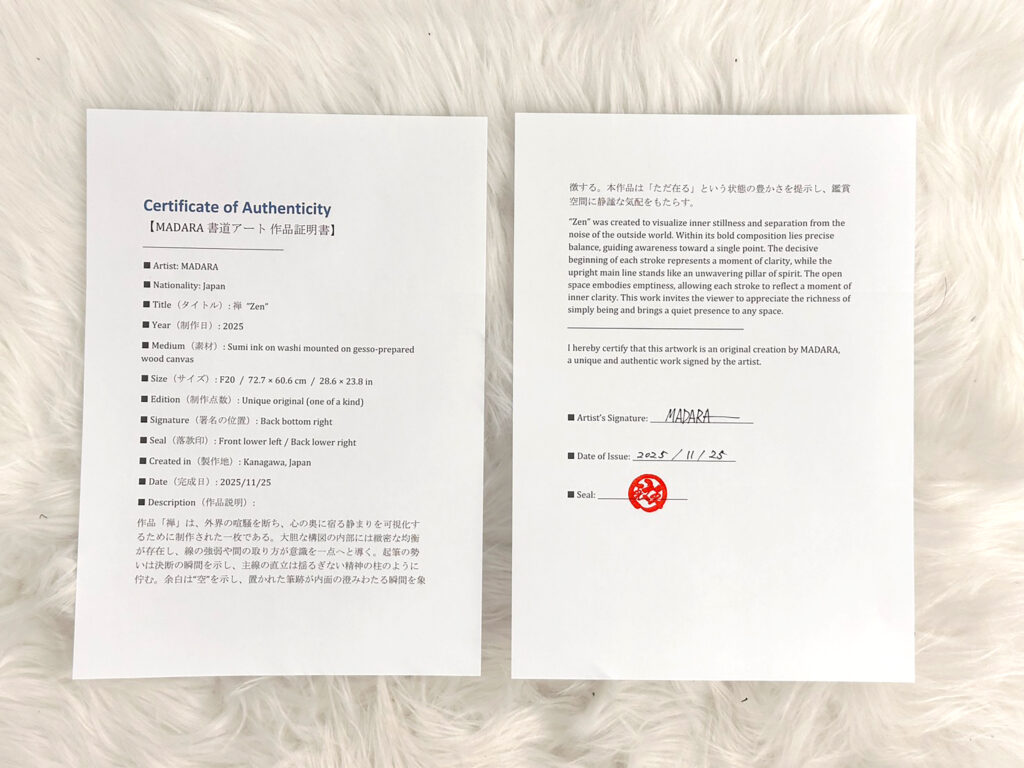 Certificate of Authenticity
【MADARA 書道アート 作品証明書】
■ Artist: MADARA
■ Nationality: Japan
■ Title（タイトル）: 禅 “Zen”
■ Year（制作日）: 2025
■ Medium（素材）: Sumi ink on washi mounted on gesso-prepared
wood canvas
■ Size（サイズ）: F20 / 72.7 × 60.6 cm / 28.6 × 23.8 in
■ Edition（制作点数）: Unique original (one of a kind)
■ Signature（署名の位置）: Back bottom right
■ Seal（落款印）: Front lower left / Back lower right
■ Created in（製作地）: Kanagawa, Japan
■ Date（完成日）: 2025/11/25
■ Description（作品説明）:
作品「禅」は、外界の喧騒を断ち、心の奥に宿る静まりを可視化す
るために制作された一枚である。大胆な構図の内部には緻密な均衡
が存在し、線の強弱や間の取り方が意識を一点へと導く。起筆の勢
いは決断の瞬間を示し、主線の直立は揺るぎない精神の柱のように
佇む。余白は“空”を示し、置かれた筆跡が内面の澄みわたる瞬間を象
徴する。本作品は「ただ在る」という状態の豊かさを提示し、鑑賞
空間に静謐な気配をもたらす。
“Zen” was created to visualize inner stillness and separation from the
noise of the outside world. Within its bold composition lies precise
balance, guiding awareness toward a single point. The decisive
beginning of each stroke represents a moment of clarity, while the
upright main line stands like an unwavering pillar of spirit. The open
space embodies emptiness, allowing each stroke to reflect a moment of
inner clarity. This work invites the viewer to appreciate the richness of
simply being and brings a quiet presence to any space.
I hereby certify that this artwork is an original creation by MADARA,
a unique and authentic work signed by the artist.
■ Artist's Signature: MADARA
■ Date of Issue: 2025 / 11 / 25
■ Seal: